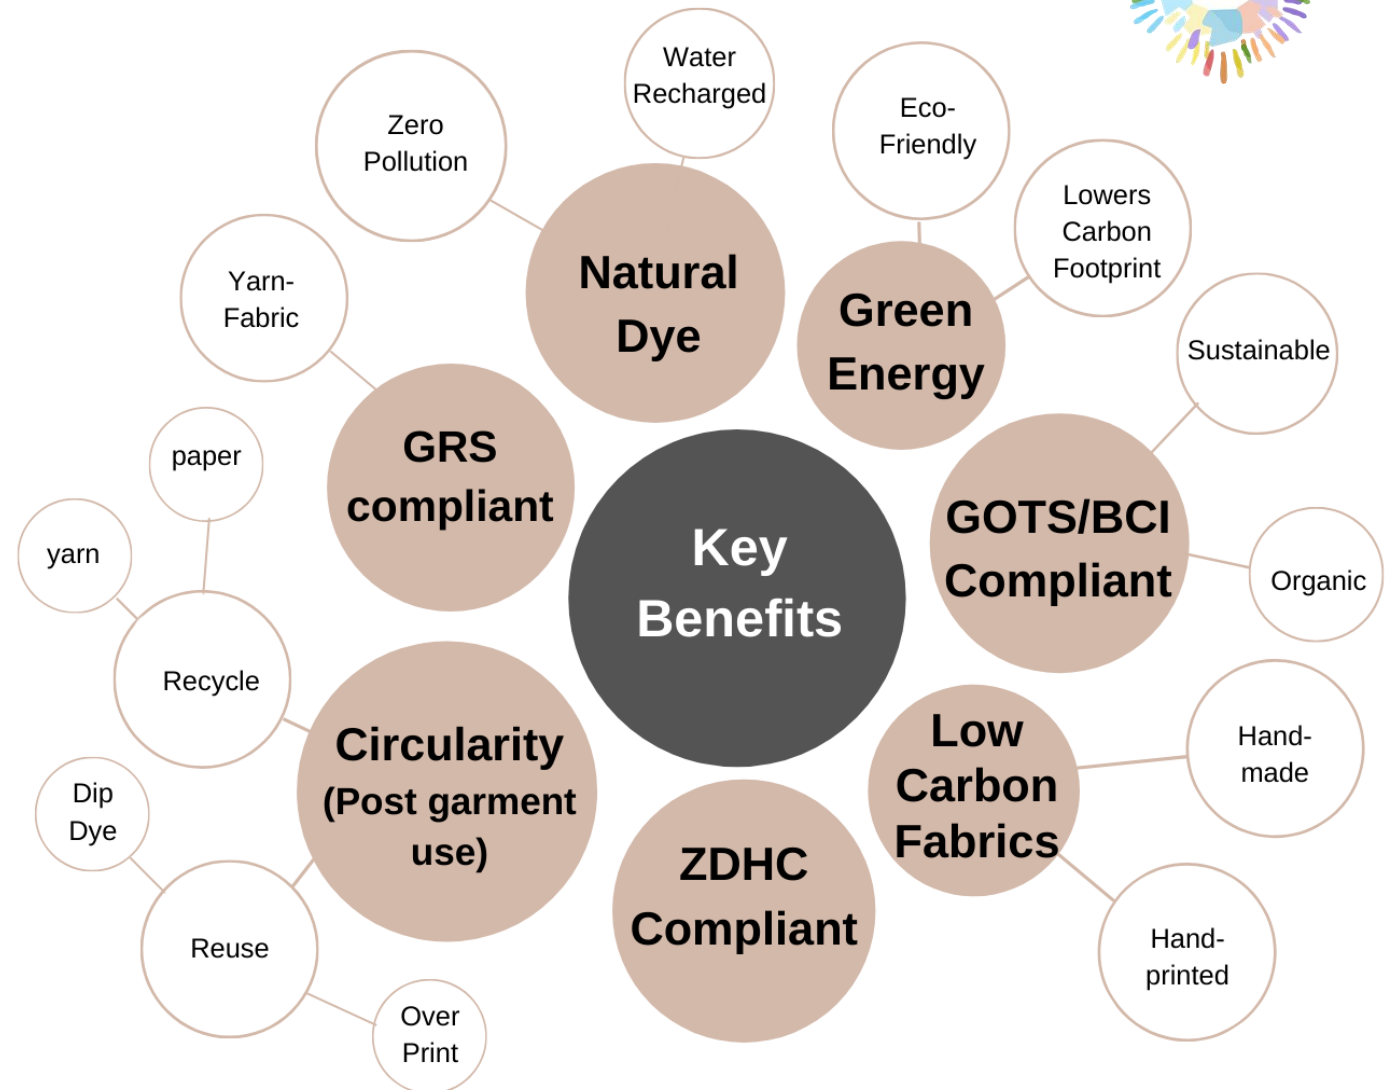 Water
Recharged
Zero
Pollution
Eco-
Friendly
Lowers
Carbon
Footprint
Yarn-
Fabric
Natural
Dye
Green
Energy
Sustainable
paper
GRS
compliant
yarn
Key
Benefits
GOTS/BCI
Compliant
Organic
Recycle
Circularity
(Post garment
use)
Low
Carbon
Fabrics
Hand-
made
Dip
Dye
ZDHC
Compliant
Reuse
Hand-
printed
Over
Print